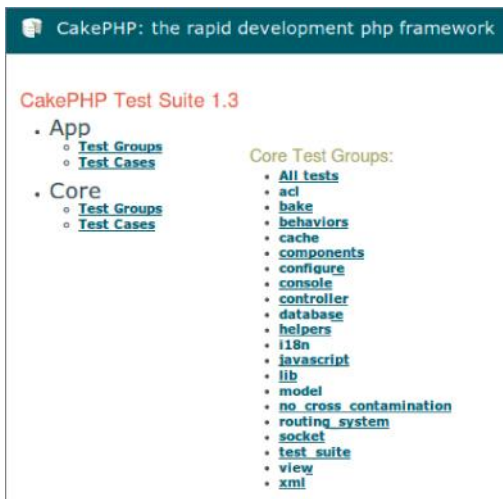 CakePHP: the rapid development php framework
CakePHP Test Suite 1.3
App
Test Groups
Test Cases
Core
Test Groups
Test Cases
Core Test Groups:
All tests
acl
bake
behaviors
cache
components
configure
console
controller
database
helpers
i18n
javascript
lib
model
no_cross_contamination
routing_system
socket
test_suite
view
xml